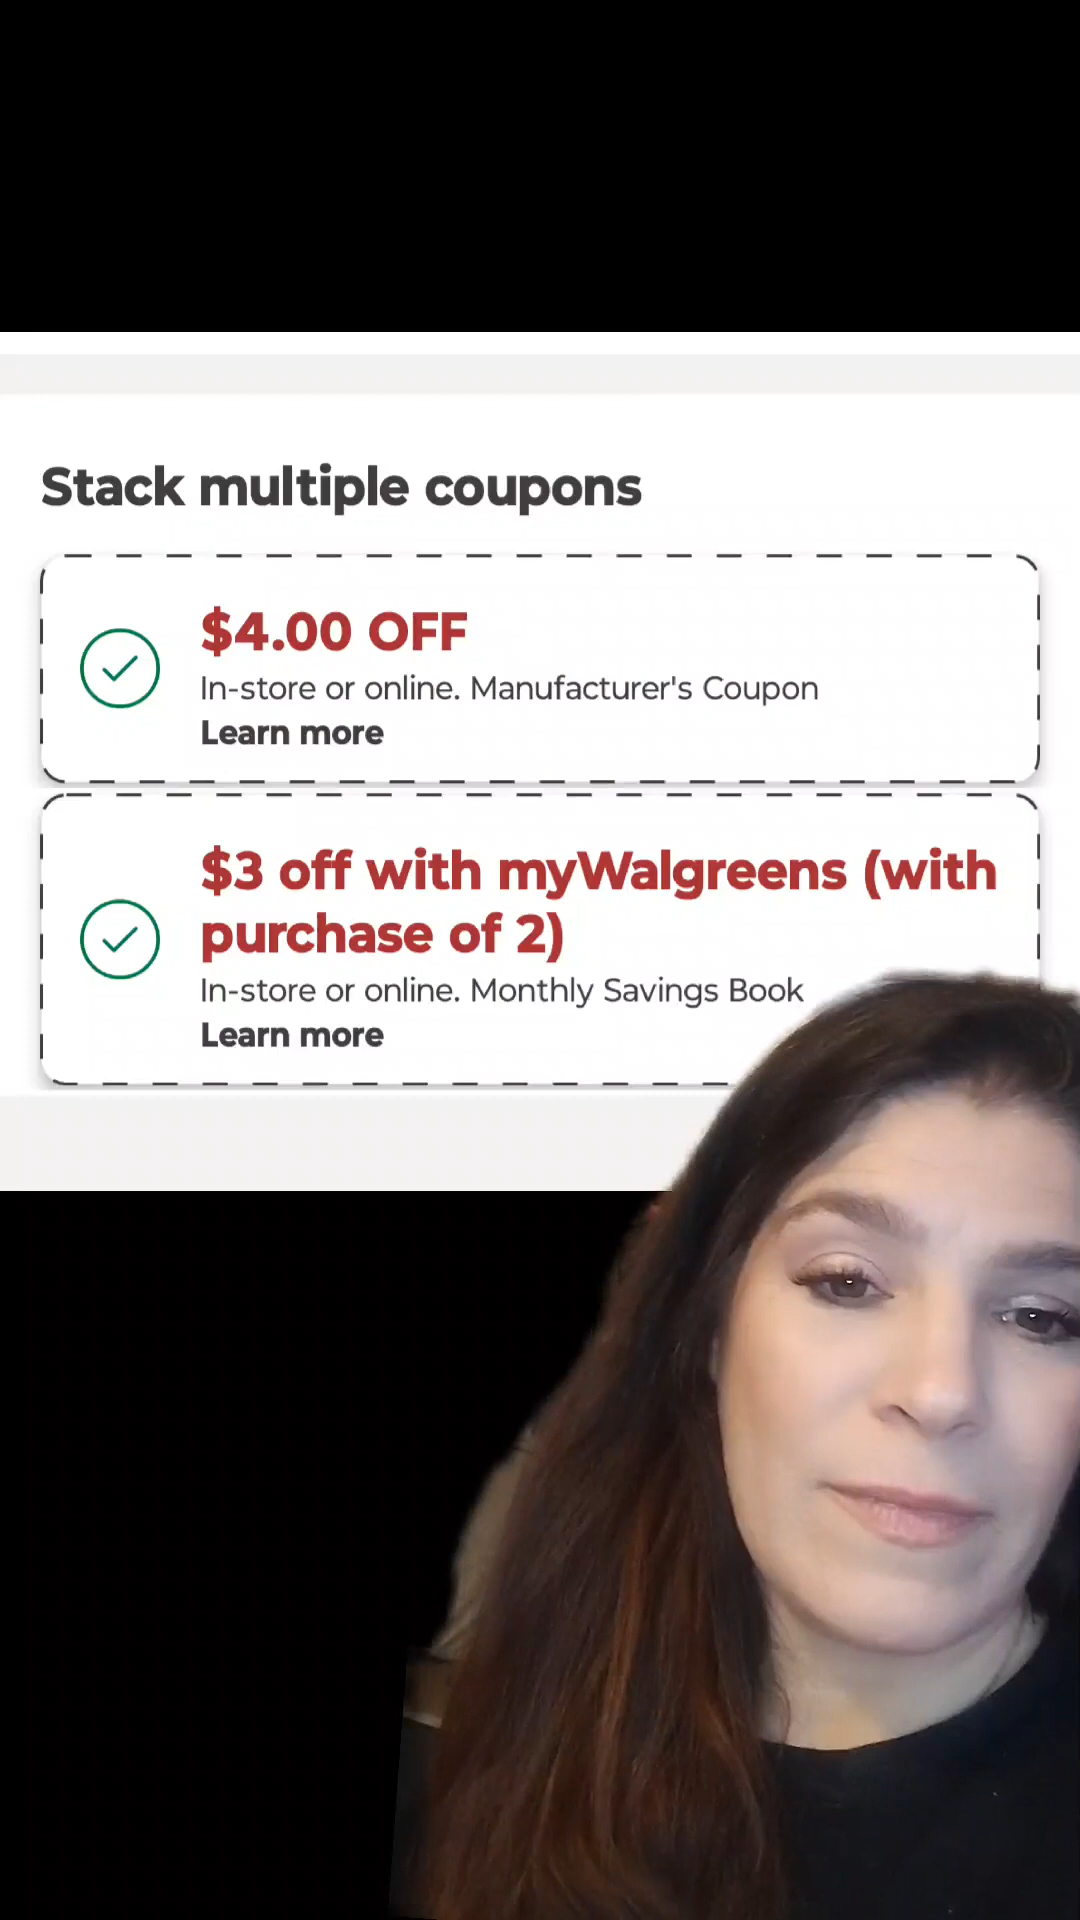 Stack multiple coupons
$4.00 OFF
In-store or online. Manufacturer's Coupon
Learn more
$3 off with myWalgreens (with
purchase of 2)
In-store or online. Monthly Savings Book
Learn more